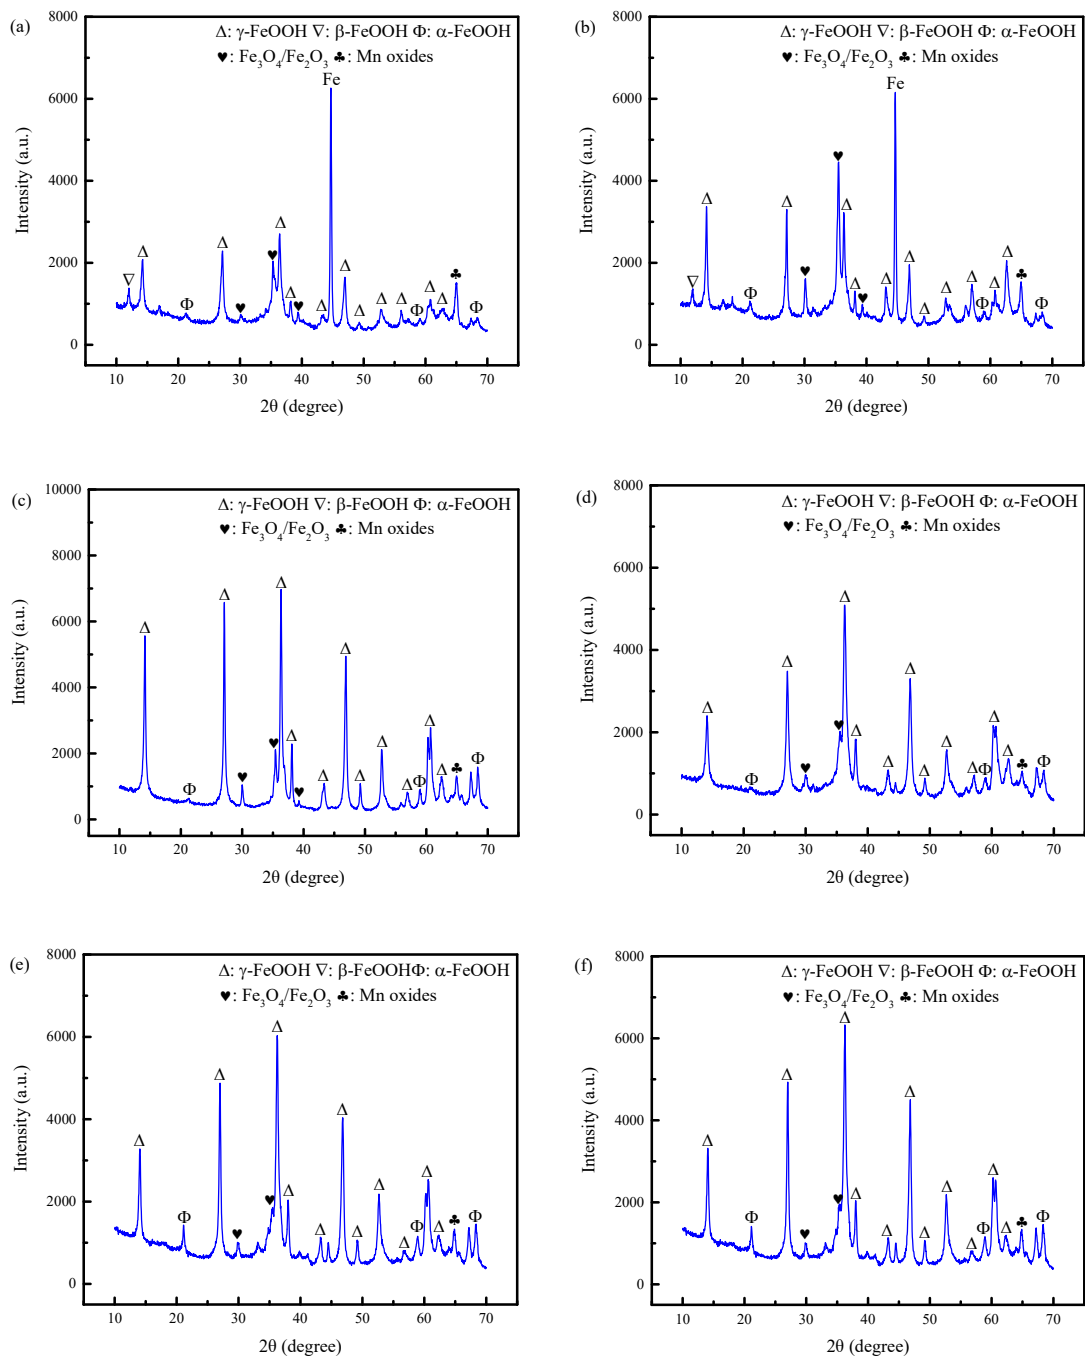 (a)
8000
Δ: γ-FeOOH ∇: β-FeOOH Φ: α-FeOOH
♥: Fe₃O₄/Fe₂O₃ ♣: Mn oxides
Fe
6000
4000
2000
0
Intensity (a.u.)
∇ Δ Φ Δ ♥ ♥ Δ Δ ♥ Δ Δ Δ Δ Δ Φ Δ Δ ♣ Φ
10 20 30 40 50 60 70
2θ (degree)
(b)
8000
Δ: γ-FeOOH ∇: β-FeOOH Φ: α-FeOOH
♥: Fe₃O₄/Fe₂O₃ ♣: Mn oxides
Fe
6000
4000
2000
0
Intensity (a.u.)
∇ Δ Φ Δ ♥ ♥ Δ Δ ♥ Δ Δ Δ Δ Δ Φ Δ Δ ♣ Φ
10 20 30 40 50 60 70
2θ (degree)
(c)
10000
Δ: γ-FeOOH ∇: β-FeOOH Φ: α-FeOOH
♥: Fe₃O₄/Fe₂O₃ ♣: Mn oxides
8000
6000
4000
2000
0
Intensity (a.u.)
Δ Φ Δ ♥ ♥ Δ Δ ♥ Δ Δ Δ Δ Δ Φ Δ Δ ♣ Φ
10 20 30 40 50 60 70
2θ (degree)
(d)
8000
Δ: γ-FeOOH ∇: β-FeOOH Φ: α-FeOOH
♥: Fe₃O₄/Fe₂O₃ ♣: Mn oxides
6000
4000
2000
0
Intensity (a.u.)
Δ Φ Δ ♥ ♥ Δ Δ Δ Δ Δ Δ Δ Φ Δ Δ ♣ Φ
10 20 30 40 50 60 70
2θ (degree)
(e)
8000
Δ: γ-FeOOH ∇: β-FeOOHΦ: α-FeOOH
♥: Fe₃O₄/Fe₂O₃ ♣: Mn oxides
6000
4000
2000
0
Intensity (a.u.)
Δ Φ Δ ♥ ♥ Δ Δ Δ Δ Δ Δ Δ Φ Δ Δ ♣ Φ
10 20 30 40 50 60 70
2θ (degree)
(f)
8000
Δ: γ-FeOOH ∇: β-FeOOH Φ: α-FeOOH
♥: Fe₃O₄/Fe₂O₃ ♣: Mn oxides
6000
4000
2000
0
Intensity (a.u.)
Δ Φ Δ ♥ ♥ Δ Δ Δ Δ Δ Δ Δ Φ Δ Δ ♣ Φ
10 20 30 40 50 60 70
2θ (degree)